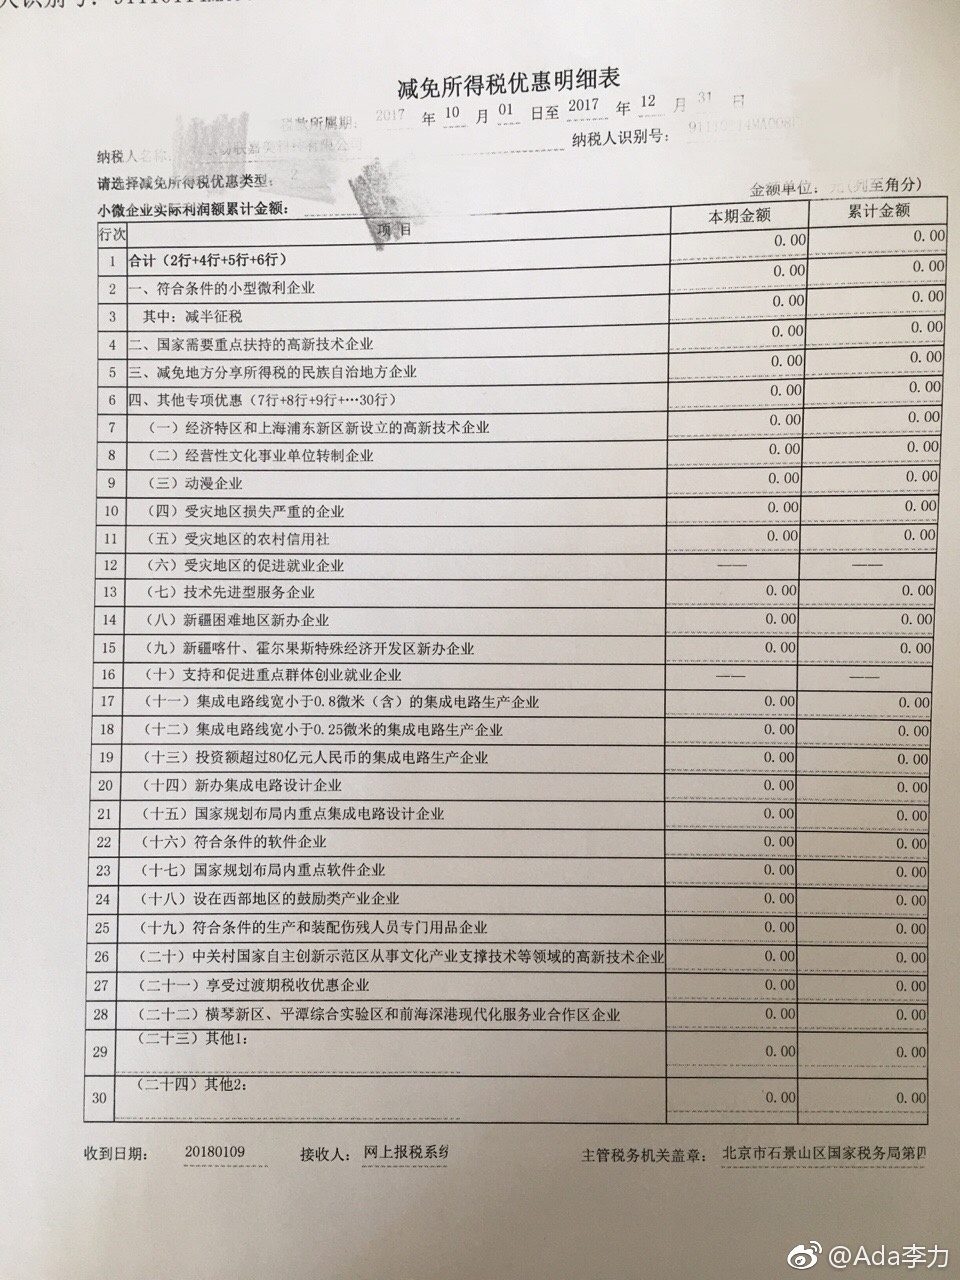 减免所得税优惠明细表
税款所属期: 2017 年 10 月 01 日至 2017 年 12 月 31 日
纳税人识别号:
纳税人名称:
请选择减免所得税优惠类型: 2
金额单位: 元(列至角分)
小微企业实际利润额累计金额:
行次 项 目 本期金额 累计金额
1 合计（2行+4行+5行+6行） 0.00 0.00
2 一、符合条件的小型微利企业 0.00 0.00
3 其中: 减半征税 0.00 0.00
4 二、国家需要重点扶持的高新技术企业 0.00 0.00
5 三、减免地方分享所得税的民族自治地方企业 0.00 0.00
6 四、其他专项优惠（7行+8行+9行+…30行） 0.00 0.00
7 （一）经济特区和上海浦东新区新设立的高新技术企业 0.00 0.00
8 （二）经营性文化事业单位转制企业 0.00 0.00
9 （三）动漫企业 0.00 0.00
10 （四）受灾地区损失严重的企业 0.00 0.00
11 （五）受灾地区的农村信用社 0.00 0.00
12 （六）受灾地区的促进就业企业 —— ——
13 （七）技术先进型服务企业 0.00 0.00
14 （八）新疆困难地区新办企业 0.00 0.00
15 （九）新疆喀什、霍尔果斯特殊经济开发区新办企业 0.00 0.00
16 （十）支持和促进重点群体创业就业企业 —— ——
17 （十一）集成电路线宽小于0.8微米（含）的集成电路生产企业 0.00 0.00
18 （十二）集成电路线宽小于0.25微米的集成电路生产企业 0.00 0.00
19 （十三）投资额超过80亿元人民币的集成电路生产企业 0.00 0.00
20 （十四）新办集成电路设计企业 0.00 0.00
21 （十五）国家规划布局内重点集成电路设计企业 0.00 0.00
22 （十六）符合条件的软件企业 0.00 0.00
23 （十七）国家规划布局内重点软件企业 0.00 0.00
24 （十八）设在西部地区的鼓励类产业企业 0.00 0.00
25 （十九）符合条件的生产和装配伤残人员专门用品企业 0.00 0.00
26 （二十）中关村国家自主创新示范区从事文化产业支撑技术等领域的高新技术企业 0.00 0.00
27 （二十一）享受过渡期税收优惠企业 0.00 0.00
28 （二十二）横琴新区、平潭综合实验区和前海深港现代化服务业合作区企业 0.00 0.00
29 （二十三）其他1: 0.00 0.00
30 （二十四）其他2: 0.00 0.00
收到日期: 20180109 接收人: 网上报税系统 主管税务机关盖章: 北京市石景山区国家税务局第四
@Ada李力